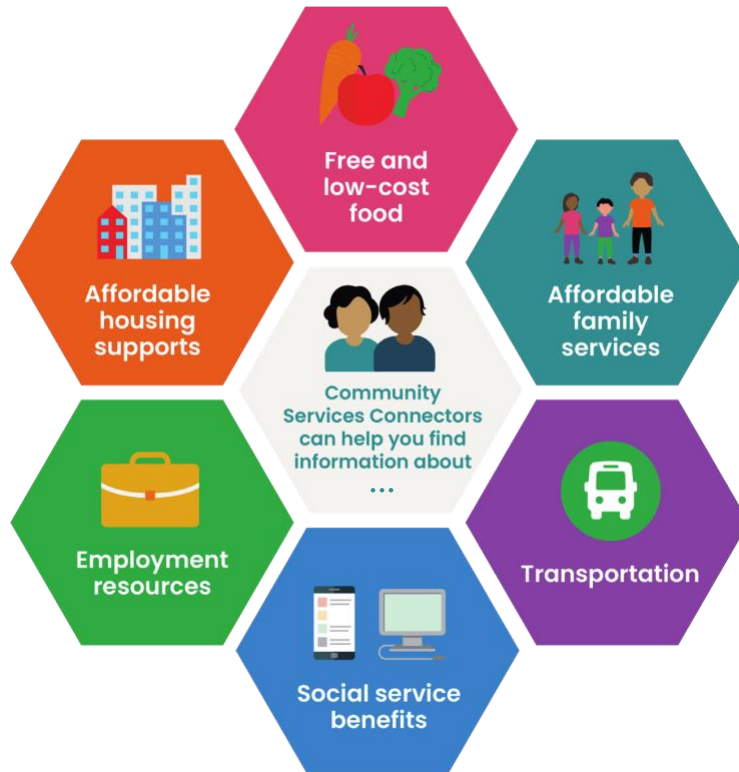 Free and
low-cost
food
Affordable
housing
supports
Affordable
family
services
Community
Services Connectors
can help you find
information about
...
Employment
resources
Transportation
Social service
benefits